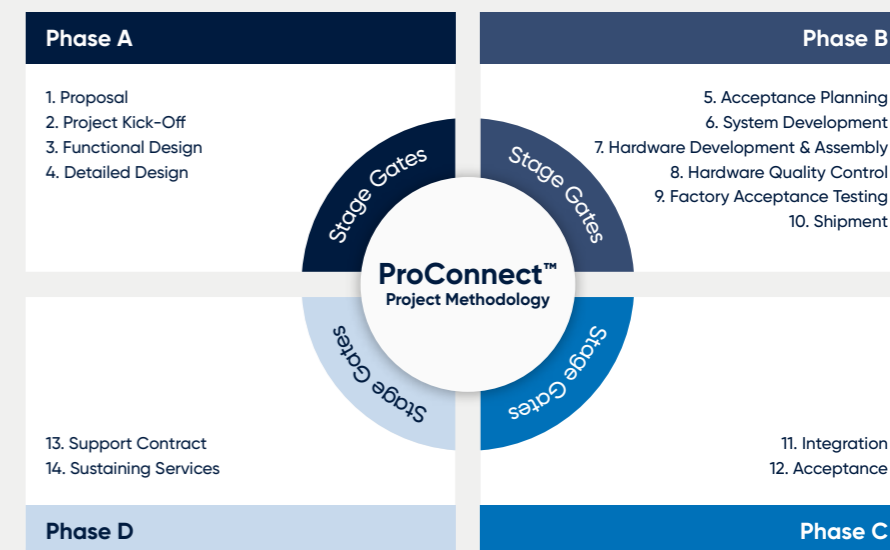 Phase A
1. Proposal
2. Project Kick-Off
3. Functional Design
4. Detailed Design
Stage Gates
Phase B
5. Acceptance Planning
6. System Development
7. Hardware Development & Assembly
8. Hardware Quality Control
9. Factory Acceptance Testing
10. Shipment
Stage Gates
ProConnect™
Project Methodology
Stage Gates
13. Support Contract
14. Sustaining Services
Phase D
Stage Gates
11. Integration
12. Acceptance
Phase C